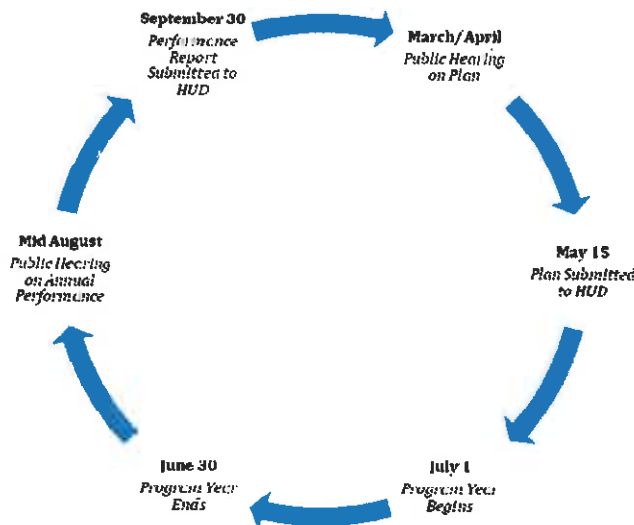 September 30
Performance
Report
Submitted to
HUD
March/April
Public Hearing
on Plan
May 15
Plan Submitted
to HUD
July 1
Program Year
Begins
June 30
Program Year
Ends
Mid August
Public Hearing
on Annual
Performance